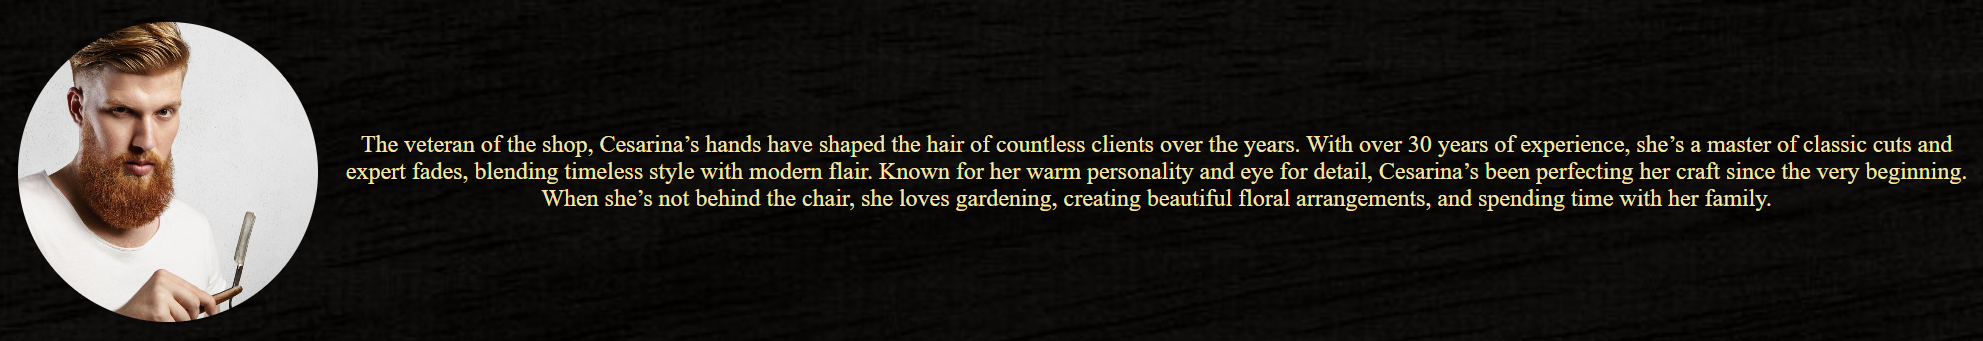 The veteran of the shop, Cesarina’s hands have shaped the hair of countless clients over the years. With over 30 years of experience, she’s a master of classic cuts and
expert fades, blending timeless style with modern flair. Known for her warm personality and eye for detail, Cesarina’s been perfecting her craft since the very beginning.
When she’s not behind the chair, she loves gardening, creating beautiful floral arrangements, and spending time with her family.